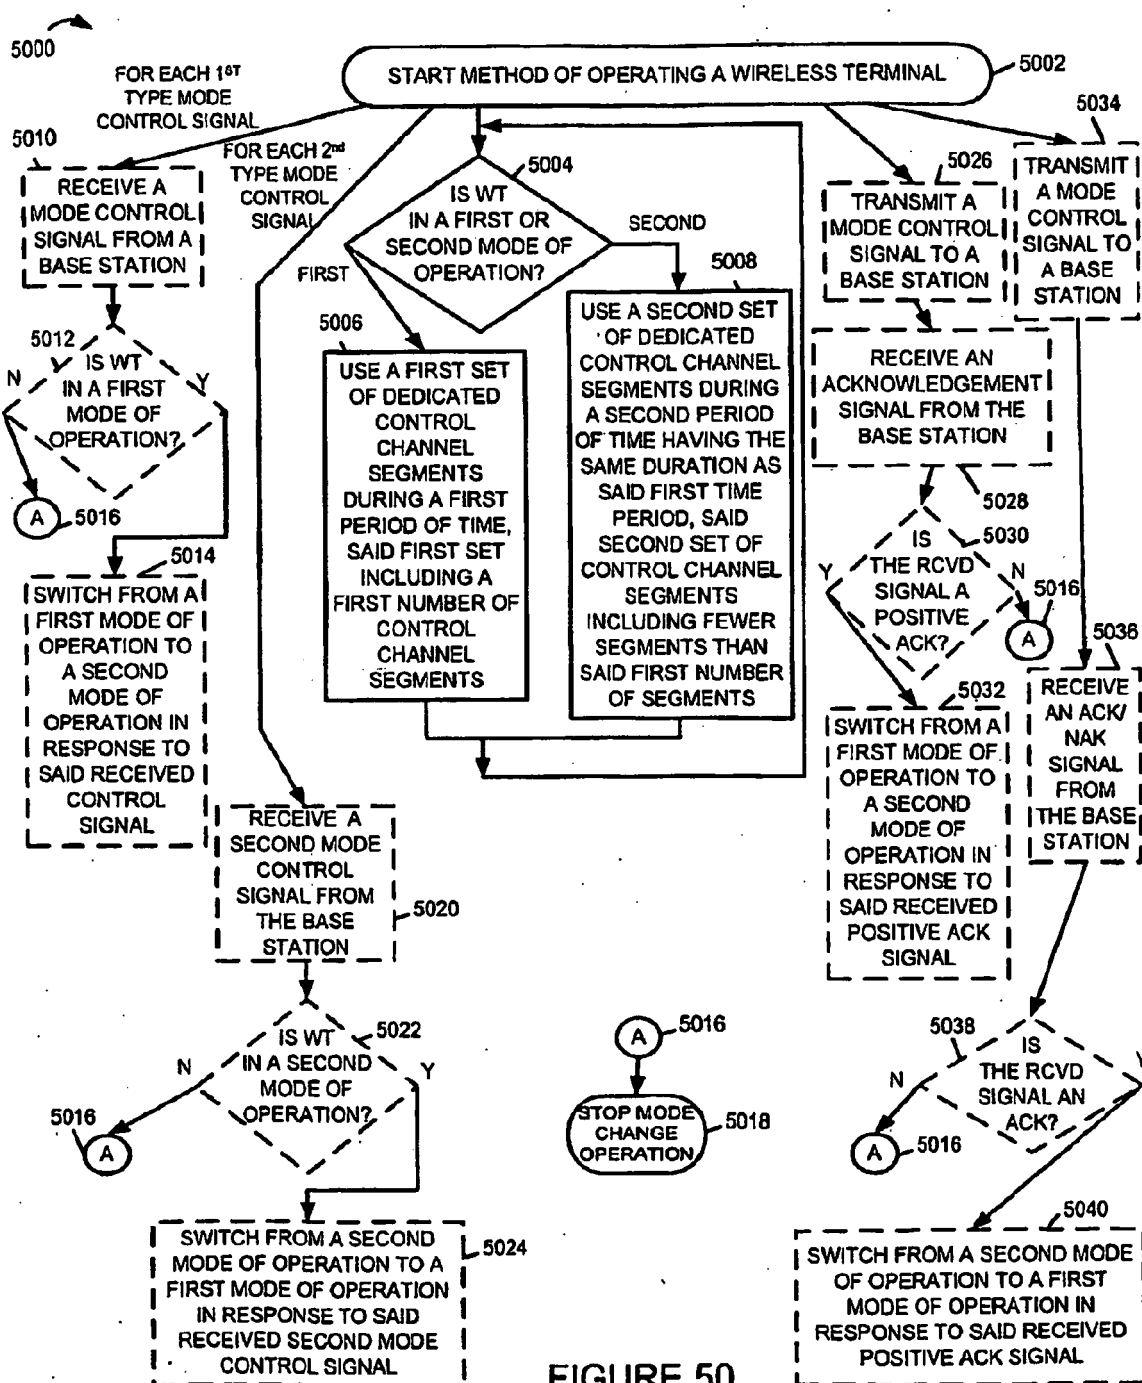 5000
START METHOD OF OPERATING A WIRELESS TERMINAL
5002
FOR EACH 1ST
TYPE MODE
CONTROL SIGNAL
5010
RECEIVE A
MODE CONTROL
SIGNAL FROM A
BASE STATION
5012
IS WT
IN A FIRST
MODE OF
OPERATION?
N
Y
A
5016
5014
SWITCH FROM A
FIRST MODE OF
OPERATION TO
A SECOND
MODE OF
OPERATION IN
RESPONSE TO
SAID RECEIVED
CONTROL
SIGNAL
FOR EACH 2nd
TYPE MODE
CONTROL
SIGNAL
RECEIVE A
SECOND MODE
CONTROL
SIGNAL FROM
THE BASE
STATION
5020
IS WT
IN A SECOND
MODE OF
OPERATION?
5022
N
Y
5016
A
SWITCH FROM A SECOND
MODE OF OPERATION TO A
FIRST MODE OF OPERATION
IN RESPONSE TO SAID
RECEIVED SECOND MODE
CONTROL SIGNAL
5024
5004
IS WT
IN A FIRST OR
SECOND MODE OF
OPERATION?
FIRST
SECOND
5006
USE A FIRST SET
OF DEDICATED
CONTROL
CHANNEL
SEGMENTS
DURING A FIRST
PERIOD OF TIME,
SAID FIRST SET
INCLUDING A
FIRST NUMBER OF
CONTROL
CHANNEL
SEGMENTS
5008
USE A SECOND SET
OF DEDICATED
CONTROL CHANNEL
SEGMENTS DURING
A SECOND PERIOD
OF TIME HAVING THE
SAME DURATION AS
SAID FIRST TIME
PERIOD, SAID
SECOND SET OF
CONTROL CHANNEL
SEGMENTS
INCLUDING FEWER
SEGMENTS THAN
SAID FIRST NUMBER
OF SEGMENTS
A
5016
STOP MODE
CHANGE
OPERATION
5018
5026
TRANSMIT A
MODE CONTROL
SIGNAL TO A
BASE STATION
RECEIVE AN
ACKNOWLEDGEMENT
SIGNAL FROM THE
BASE STATION
5028
5030
IS
THE RCVD
SIGNAL A
POSITIVE
ACK?
Y
N
5016
A
5032
SWITCH FROM A
FIRST MODE OF
OPERATION TO
A SECOND
MODE OF
OPERATION IN
RESPONSE TO
SAID RECEIVED
POSITIVE ACK
SIGNAL
5034
TRANSMIT
A MODE
CONTROL
SIGNAL TO
A BASE
STATION
5036
RECEIVE
AN ACK/
NAK
SIGNAL
FROM
THE BASE
STATION
5038
IS
THE RCVD
SIGNAL AN
ACK?
N
Y
A
5016
5040
SWITCH FROM A SECOND MODE
OF OPERATION TO A FIRST
MODE OF OPERATION IN
RESPONSE TO SAID RECEIVED
POSITIVE ACK SIGNAL
FIGURE 50